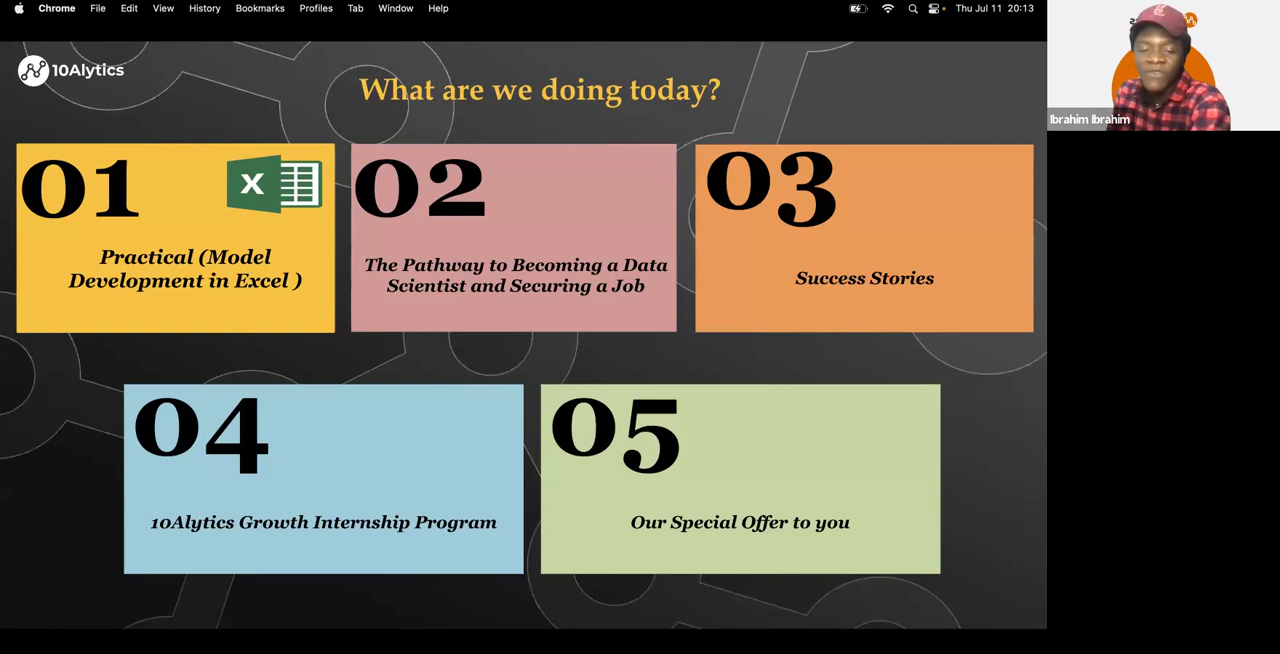 Chrome File Edit View History Bookmarks Profiles Tab Window Help Thu Jul 11 20:13
10Alytics
What are we doing today?
Ibrahim Ibrahim
01
X
Practical (Model
Development in Excel )
02
The Pathway to Becoming a Data
Scientist and Securing a Job
03
Success Stories
04
10Alytics Growth Internship Program
05
Our Special Offer to you